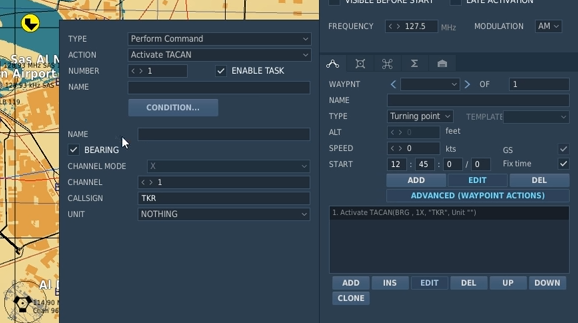 VISIBLE BEFORE START
LATE ACTIVATION
FREQUENCY < > 127.5 MHz MODULATION AM
TYPE Perform Command
ACTION Activate TACAN
NUMBER < > 1 ENABLE TASK
NAME
CONDITION...
NAME
BEARING
CHANNEL MODE X
CHANNEL < > 1
CALLSIGN TKR
UNIT NOTHING
WAYPNT < > OF 1
NAME
TYPE Turning point TEMPLATE
ALT < > 0 feet
SPEED < > 0 kts GS
START 12 : 45 : 0 / 0 Fix time
ADD EDIT DEL
ADVANCED (WAYPOINT ACTIONS)
1. Activate TACAN(BRG , 1X, "TKR", Unit "")
ADD INS EDIT DEL UP DOWN
CLONE
Sas Al N
n Airport
LB 119
Al
114.90 M